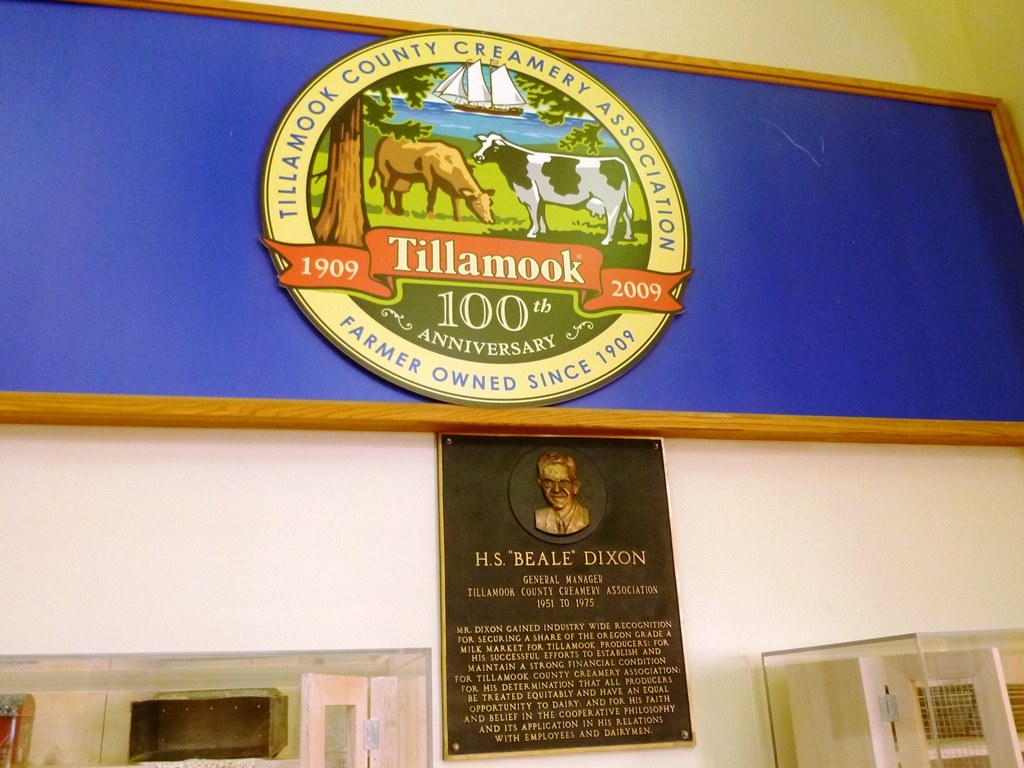 TILLAMOOK COUNTY CREAMERY ASSOCIATION
Tillamook
1909
2009
100th
ANNIVERSARY
FARMER OWNED SINCE 1909
H.S. "BEALE" DIXON
GENERAL MANAGER
TILLAMOOK COUNTY CREAMERY ASSOCIATION
1951 TO 1975
MR. DIXON GAINED INDUSTRY WIDE RECOGNITION
FOR SECURING A SHARE OF THE OREGON GRADE A
MILK MARKET FOR TILLAMOOK PRODUCERS: FOR
HIS SUCCESSFUL EFFORTS TO ESTABLISH AND
MAINTAIN A STRONG FINANCIAL CONDITION
FOR TILLAMOOK COUNTY CREAMERY ASSOCIATION;
FOR HIS DETERMINATION THAT ALL PRODUCERS
BE TREATED EQUITABLY AND HAVE AN EQUAL
OPPORTUNITY TO DAIRY; AND FOR HIS FAITH
AND BELIEF IN THE COOPERATIVE PHILOSOPHY
AND ITS APPLICATION IN HIS RELATIONS
WITH EMPLOYEES AND DAIRYMEN.